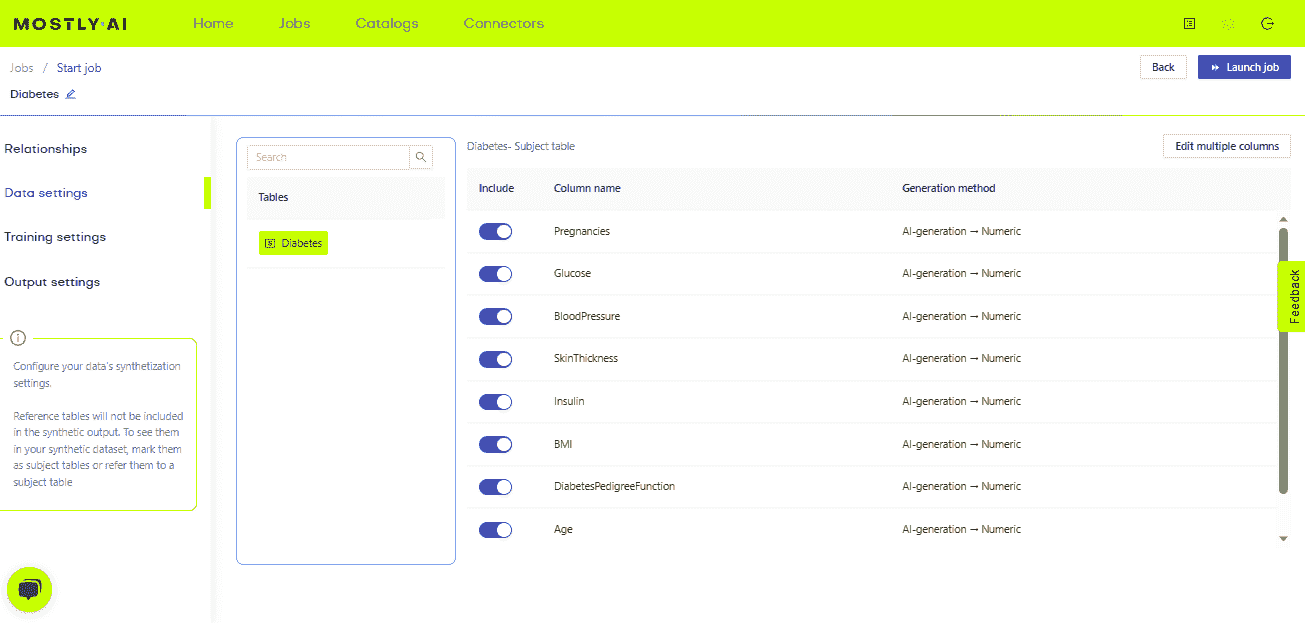 MOSTLY·AI Home Jobs Catalogs Connectors
Jobs / Start job
Back Launch job
Diabetes
Relationships
Data settings
Training settings
Output settings
Configure your data's synthetization
settings.
Reference tables will not be included
in the synthetic output. To see them
in your synthetic dataset, mark them
as subject tables or refer them to a
subject table
Search
Tables
Diabetes
Diabetes- Subject table
Edit multiple columns
Include Column name Generation method
Pregnancies AI-generation → Numeric
Glucose AI-generation → Numeric
BloodPressure AI-generation → Numeric
SkinThickness AI-generation → Numeric
Insulin AI-generation → Numeric
BMI AI-generation → Numeric
DiabetesPedigreeFunction AI-generation → Numeric
Age AI-generation → Numeric
Feedback